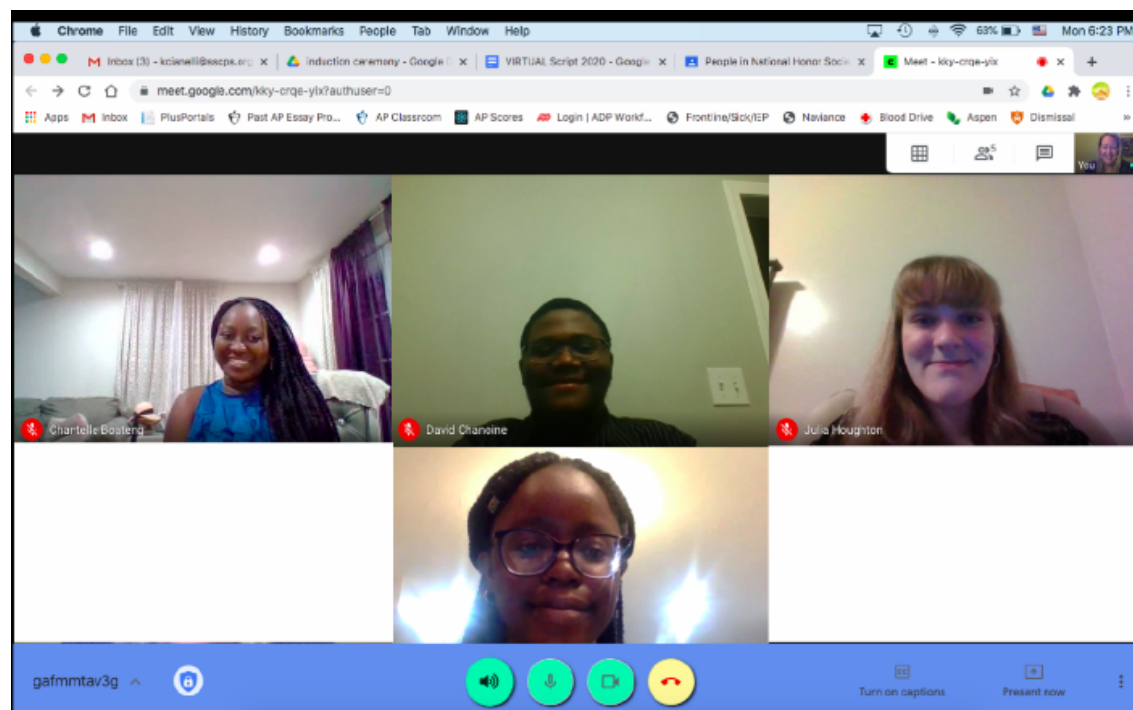 Chrome File Edit View History Bookmarks People Tab Window Help 63% Mon 6:23 PM
Inbox (3) - kcianelli@sscps.org induction ceremony - Google D VIRTUAL Script 2020 - Google People in National Honor Socie Meet - kky-crqe-yix
meet.google.com/kky-crqe-yix?authuser=0
Apps Inbox PlusPortals Past AP Essay Pro... AP Classroom AP Scores Login | ADP Workf... Frontline/Sick/IEP Naviance Blood Drive Aspen Dismissal »
5 You
Chantelle Boateng David Chanoine Julia Houghton
gafmmtav3g Turn on captions Present now